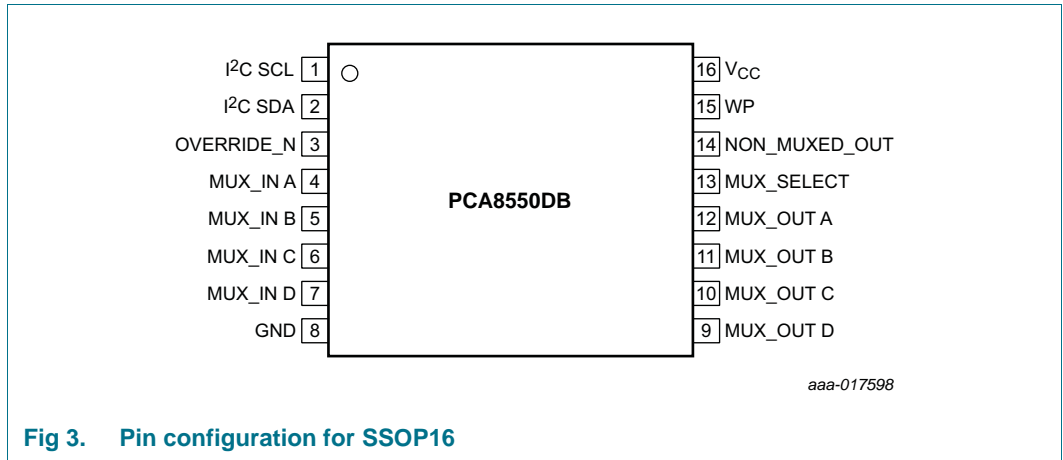 I²C SCL 1
I²C SDA 2
OVERRIDE_N 3
MUX_IN A 4
MUX_IN B 5
MUX_IN C 6
MUX_IN D 7
GND 8
PCA8550DB
16 VCC
15 WP
14 NON_MUXED_OUT
13 MUX_SELECT
12 MUX_OUT A
11 MUX_OUT B
10 MUX_OUT C
9 MUX_OUT D
aaa-017598
Fig 3. Pin configuration for SSOP16